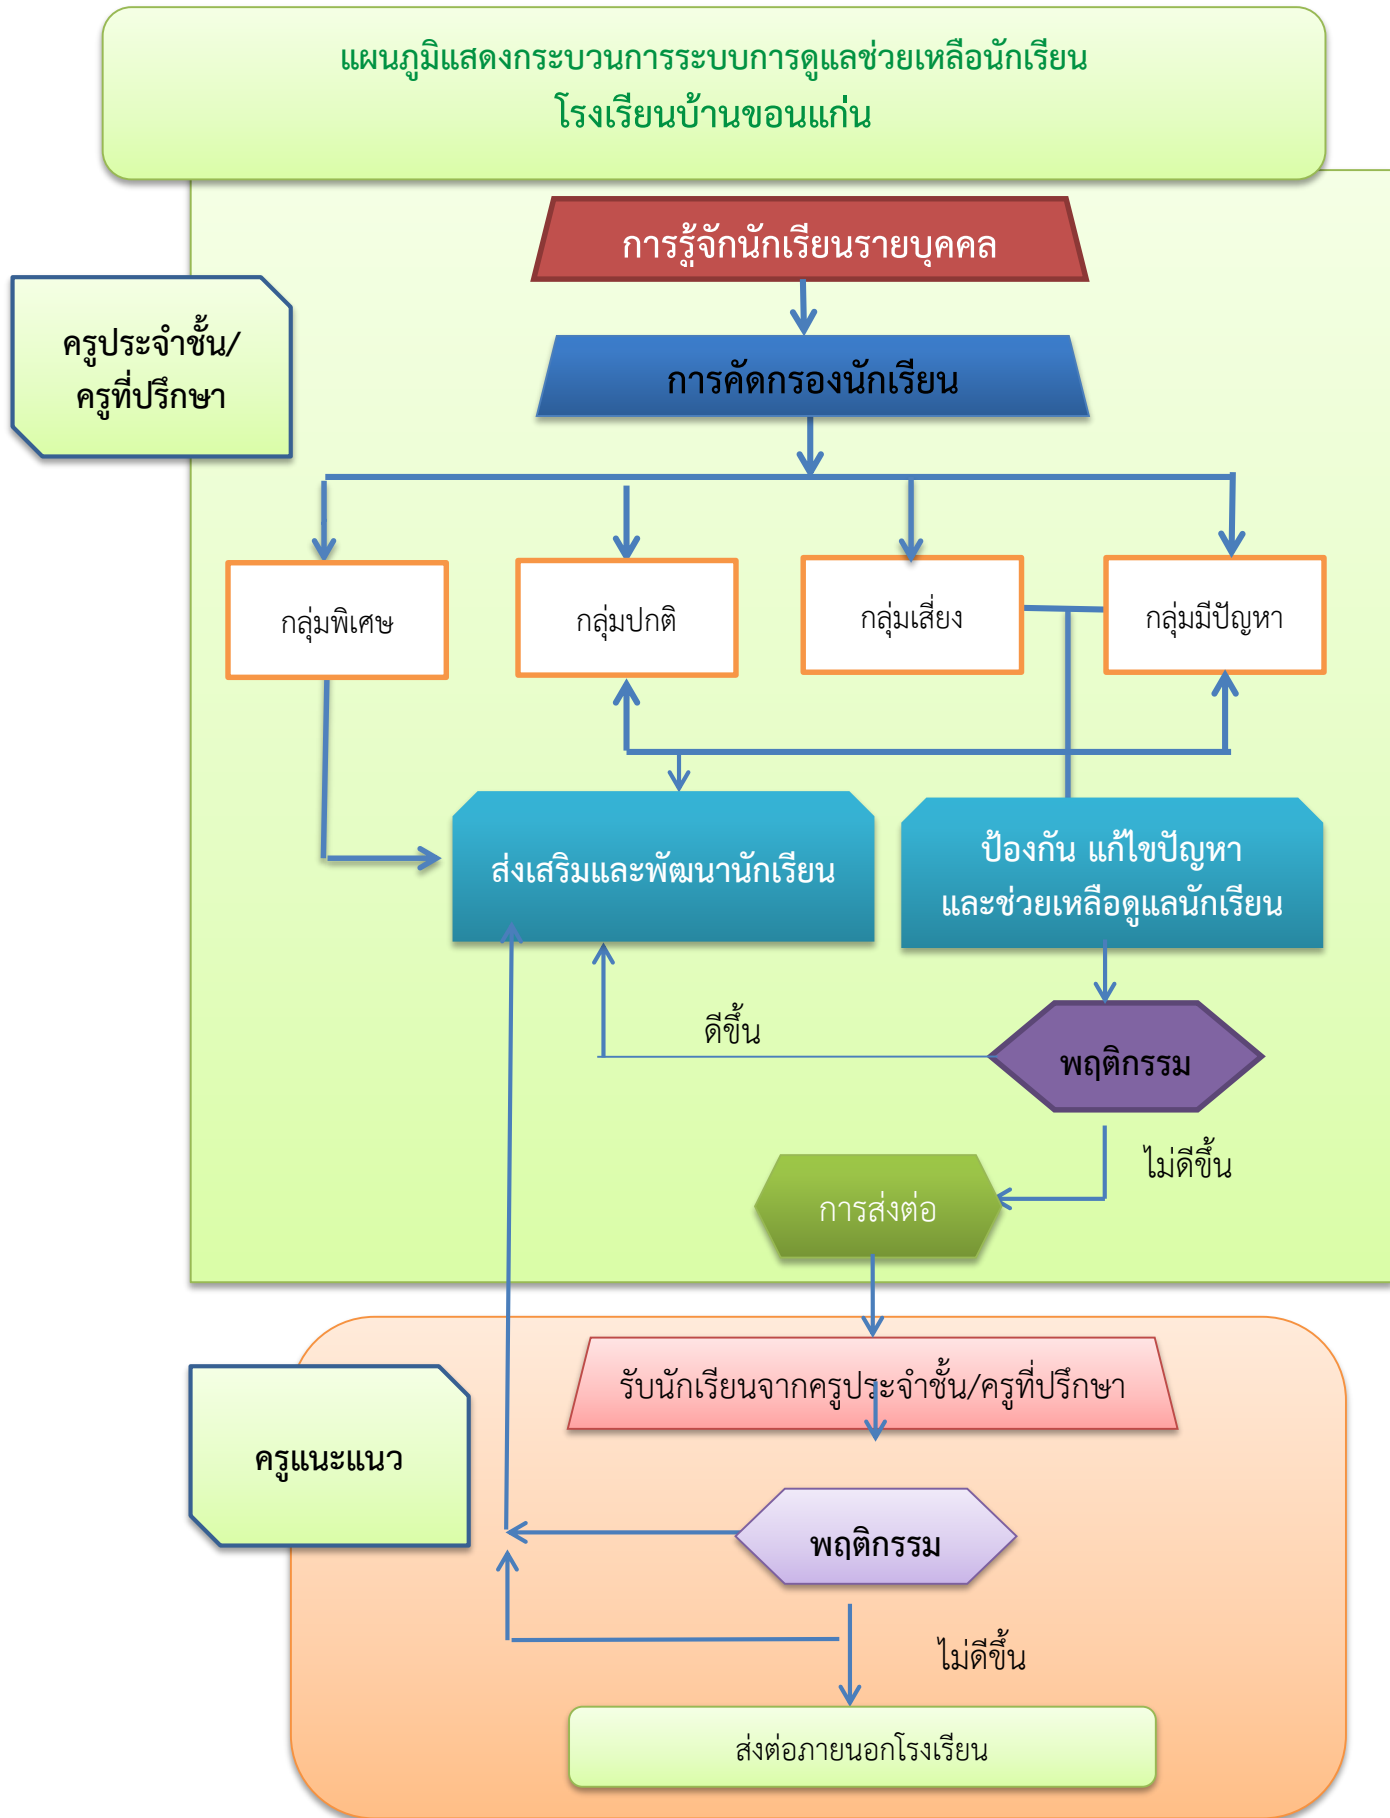 แผนภูมิแสดงกระบวนการระบบการดูแลช่วยเหลือนักเรียน
โรงเรียนบ้านขอนแก่น
การรู้จักนักเรียนรายบุคคล
ครูประจำชั้น/
ครูที่ปรึกษา
การคัดกรองนักเรียน
กลุ่มพิเศษ
กลุ่มปกติ
กลุ่มเสี่ยง
กลุ่มมีปัญหา
ส่งเสริมและพัฒนานักเรียน
ป้องกัน แก้ไขปัญหา
และช่วยเหลือดูแลนักเรียน
ดีขึ้น
พฤติกรรม
ไม่ดีขึ้น
การส่งต่อ
รับนักเรียนจากครูประจำชั้น/ครูที่ปรึกษา
ครูแนะแนว
พฤติกรรม
ไม่ดีขึ้น
ส่งต่อภายนอกโรงเรียน